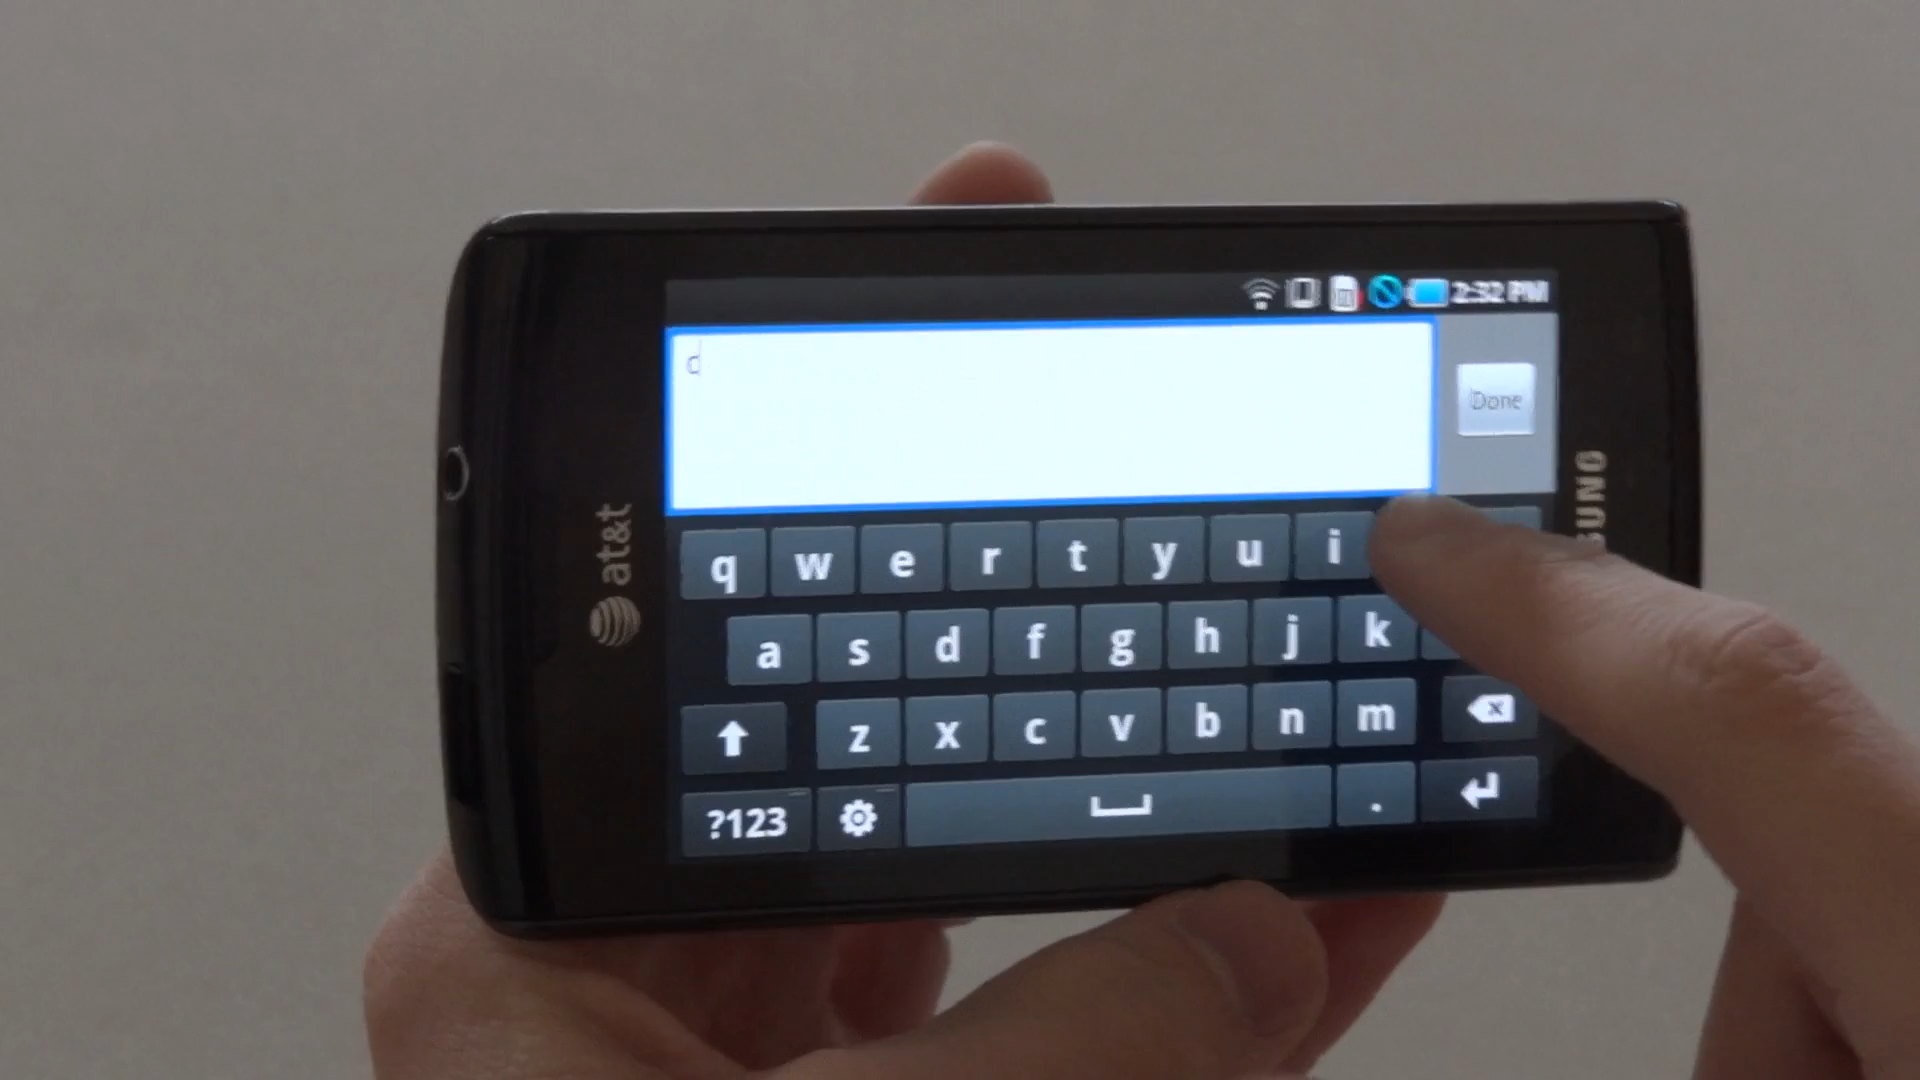 2:32 PM
d
Done
at&t
SUNG
q w e r t y u i
a s d f g h j k
z x c v b n m
?123 .